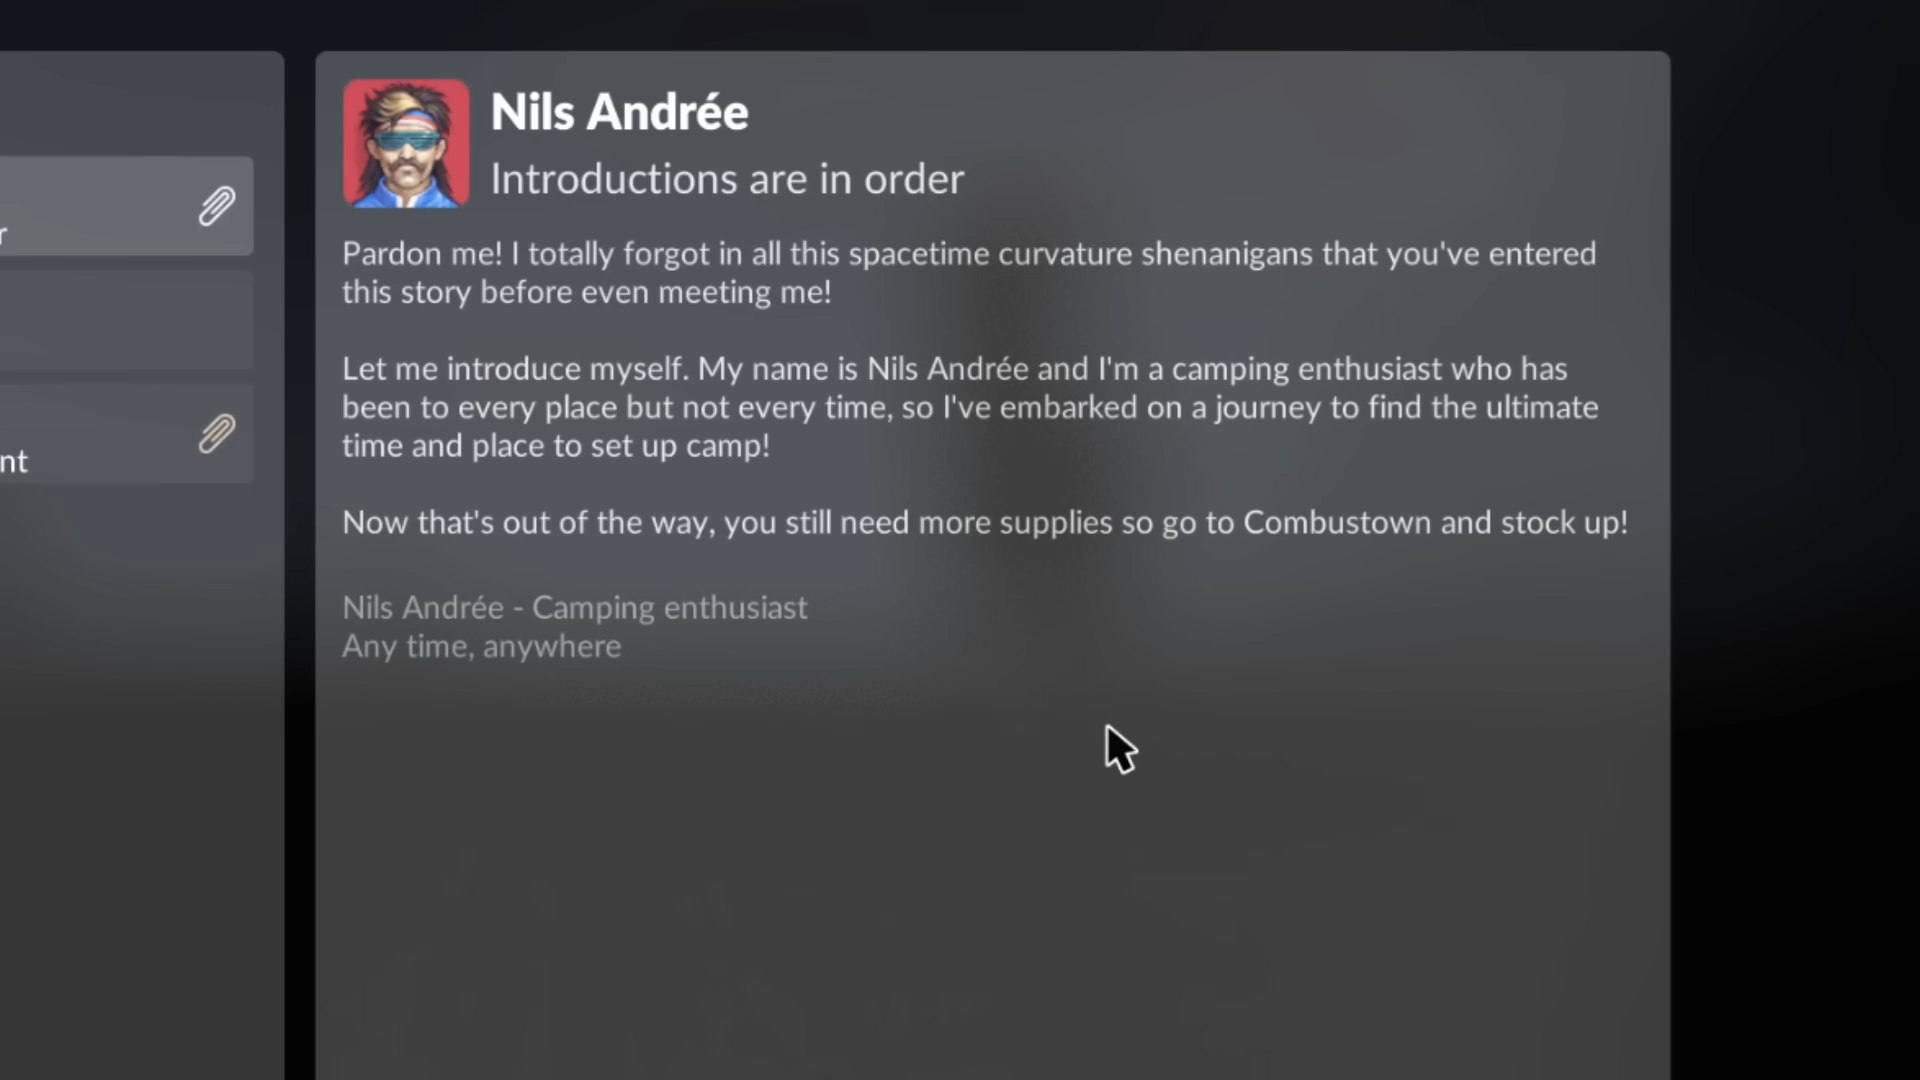 Nils Andrée
Introductions are in order
r
nt
Pardon me! I totally forgot in all this spacetime curvature shenanigans that you've entered
this story before even meeting me!
Let me introduce myself. My name is Nils Andrée and I'm a camping enthusiast who has
been to every place but not every time, so I've embarked on a journey to find the ultimate
time and place to set up camp!
Now that's out of the way, you still need more supplies so go to Combustown and stock up!
Nils Andrée - Camping enthusiast
Any time, anywhere